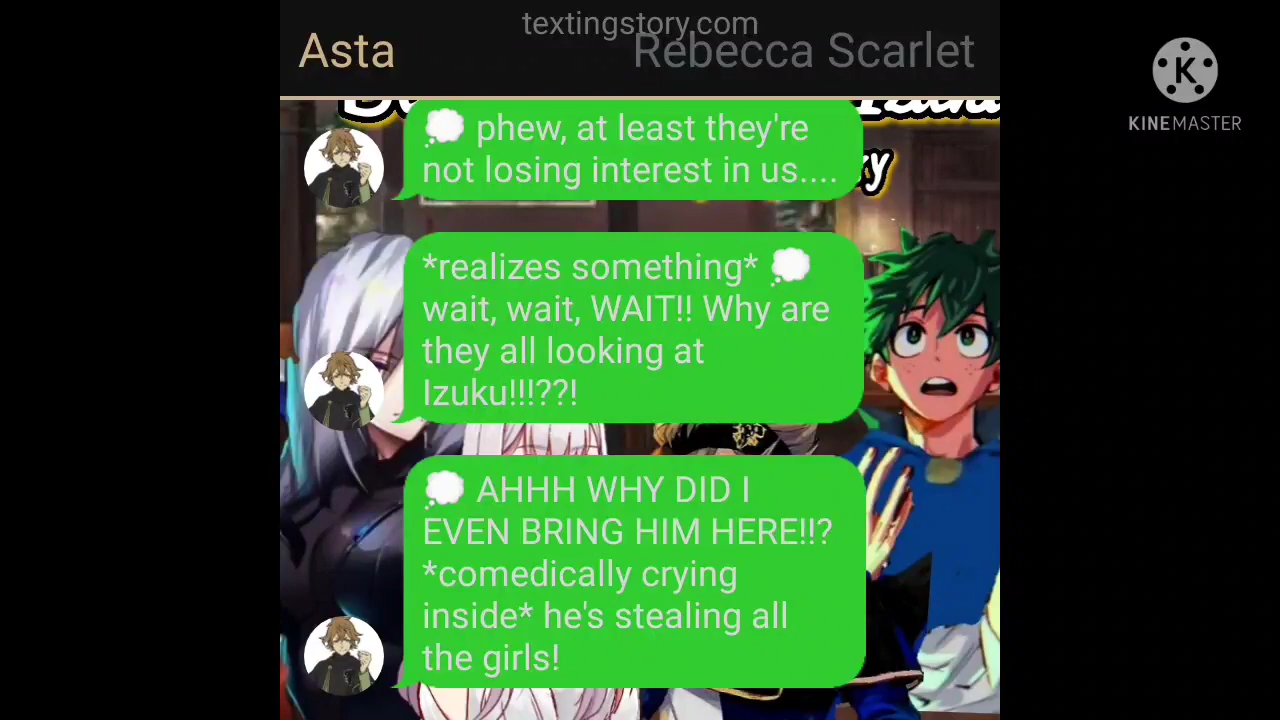 textingstory.com
Asta
Rebecca Scarlet
KINEMASTER
phew, at least they're
not losing interest in us....
*realizes something*
wait, wait, WAIT!! Why are
they all looking at
Izuku!!!??!
AHHH WHY DID I
EVEN BRING HIM HERE!!?
*comedically crying
inside* he's stealing all
the girls!